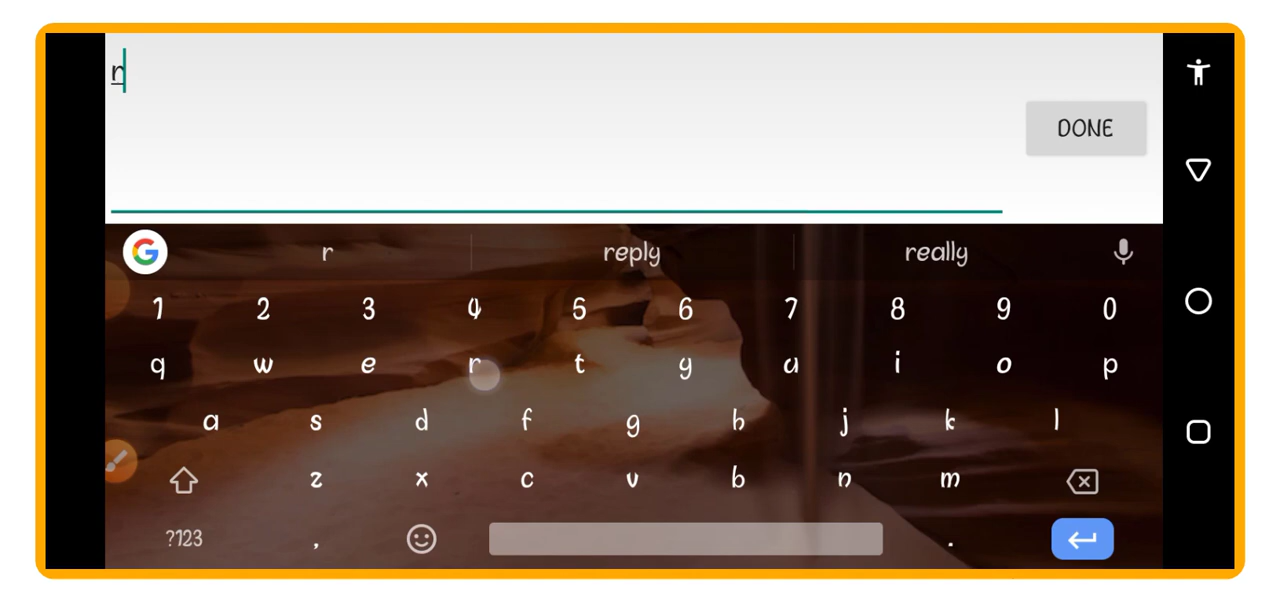 r
DONE
r reply really
1 2 3 4 5 6 7 8 9 0
q w e r t y u i o p
a s d f g h j k l
z x c v b n m
?123 , .